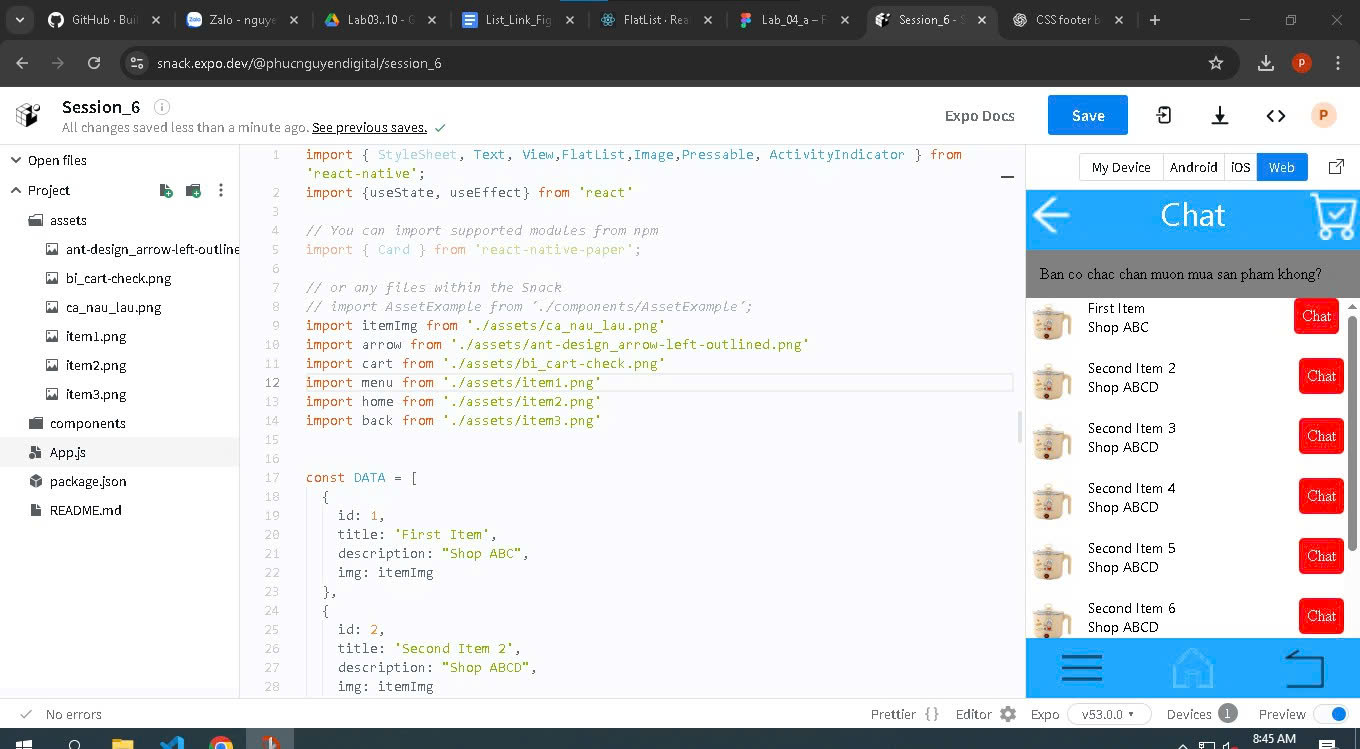 GitHub · Buil
Zalo - nguye
Lab03..10 - G
List_Link_Fig
FlatList · Rea
Lab_04_a – F
Session_6 - S
CSS footer b
snack.expo.dev/@phucnguyendigital/session_6
P
Session_6
All changes saved less than a minute ago. See previous saves.
Expo Docs
Save
P
Open files
Project
assets
ant-design_arrow-left-outline
bi_cart-check.png
ca_nau_lau.png
item1.png
item2.png
item3.png
components
App.js
package.json
README.md
1 import { StyleSheet, Text, View,FlatList,Image,Pressable, ActivityIndicator } from
'react-native';
2 import {useState, useEffect} from 'react'
3
4 // You can import supported modules from npm
5 import { Card } from 'react-native-paper';
6
7 // or any files within the Snack
8 // import AssetExample from './components/AssetExample';
9 import itemImg from './assets/ca_nau_lau.png'
10 import arrow from './assets/ant-design_arrow-left-outlined.png'
11 import cart from './assets/bi_cart-check.png'
12 import menu from './assets/item1.png'
13 import home from './assets/item2.png'
14 import back from './assets/item3.png'
15
16
17 const DATA = [
18 {
19 id: 1,
20 title: 'First Item',
21 description: "Shop ABC",
22 img: itemImg
23 },
24 {
25 id: 2,
26 title: 'Second Item 2',
27 description: "Shop ABCD",
28 img: itemImg
My Device
Android
iOS
Web
Chat
Ban co chac chan muon mua san pham khong?
First Item
Shop ABC
Chat
Second Item 2
Shop ABCD
Chat
Second Item 3
Shop ABCD
Chat
Second Item 4
Shop ABCD
Chat
Second Item 5
Shop ABCD
Chat
Second Item 6
Shop ABCD
Chat
No errors
Prettier {}
Editor
Expo
v53.0.0
Devices 1
Preview
8:45 AM